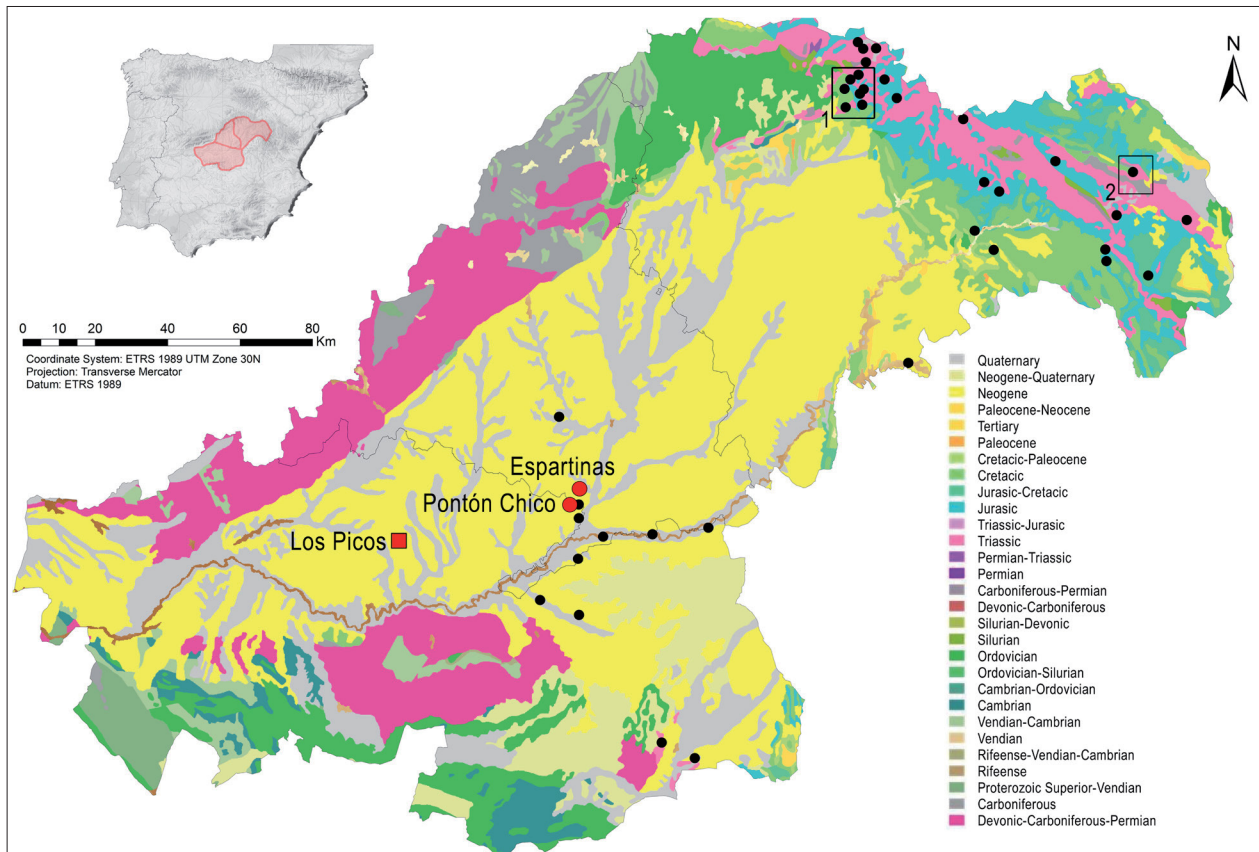 N
1
2
0 5 10 20 40 60 80
Km
Coordinate System: ETRS 1989 UTM Zone 30N
Projection: Transverse Mercator
Datum: ETRS 1989
Espartinas
Pontón Chico
Los Picos
Quaternary
Neogene-Quaternary
Neogene
Paleocene-Neocene
Tertiary
Paleocene
Cretacic-Paleocene
Cretacic
Jurasic-Cretacic
Jurasic
Triassic-Jurasic
Triassic
Permian-Triassic
Permian
Carboniferous-Permian
Devonic-Carboniferous
Silurian-Devonic
Silurian
Ordovician
Ordovician-Silurian
Cambrian-Ordovician
Cambrian
Vendian-Cambrian
Vendian
Rifeense-Vendian-Cambrian
Rifeense
Proterozoic Superior-Vendian
Carboniferous
Devonic-Carboniferous-Permian